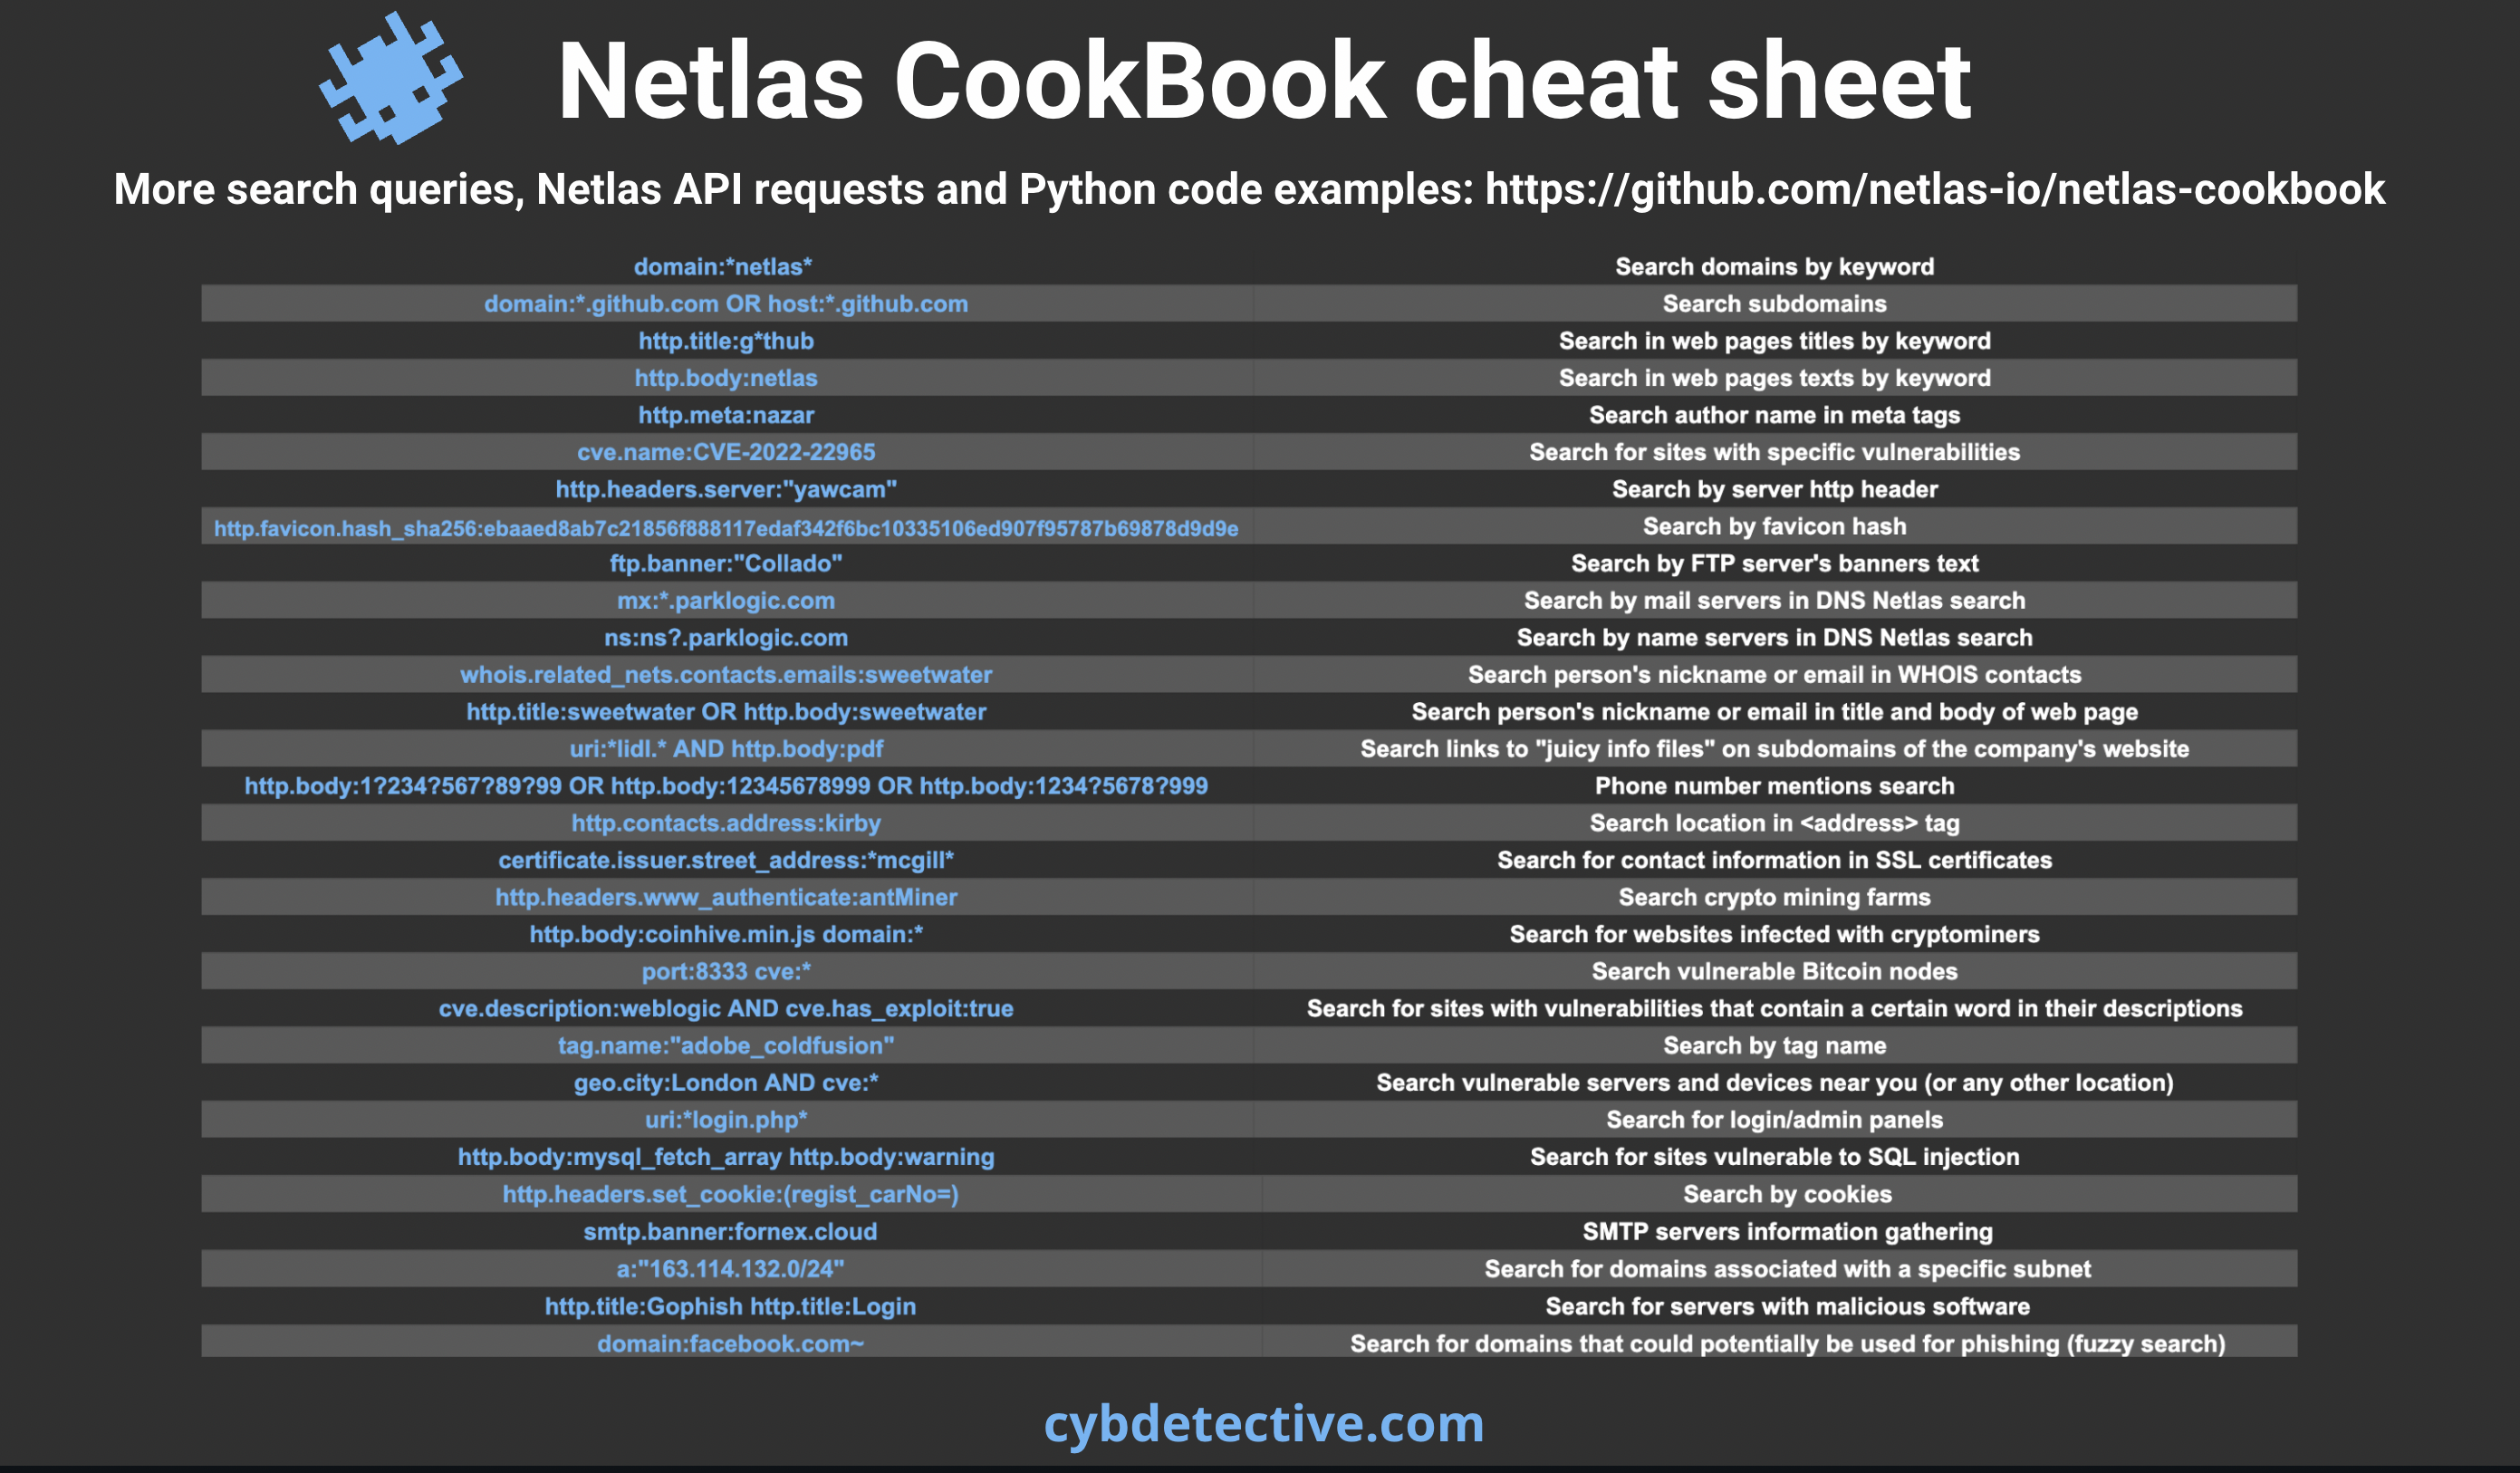 Netlas CookBook cheat sheet
More search queries, Netlas API requests and Python code examples: https://github.com/netlas-io/netlas-cookbook
domain:*netlas* Search domains by keyword
domain:*.github.com OR host:*.github.com Search subdomains
http.title:g*thub Search in web pages titles by keyword
http.body:netlas Search in web pages texts by keyword
http.meta:nazar Search author name in meta tags
cve.name:CVE-2022-22965 Search for sites with specific vulnerabilities
http.headers.server:"yawcam" Search by server http header
http.favicon.hash_sha256:ebaaed8ab7c21856f888117edaf342f6bc10335106ed907f95787b69878d9d9e Search by favicon hash
ftp.banner:"Collado" Search by FTP server's banners text
mx:*.parklogic.com Search by mail servers in DNS Netlas search
ns:ns?.parklogic.com Search by name servers in DNS Netlas search
whois.related_nets.contacts.emails:sweetwater Search person's nickname or email in WHOIS contacts
http.title:sweetwater OR http.body:sweetwater Search person's nickname or email in title and body of web page
uri:*lidl.* AND http.body:pdf Search links to "juicy info files" on subdomains of the company's website
http.body:1?234?567?89?99 OR http.body:12345678999 OR http.body:1234?5678?999 Phone number mentions search
http.contacts.address:kirby Search location in <address> tag
certificate.issuer.street_address:*mcgill* Search for contact information in SSL certificates
http.headers.www_authenticate:antMiner Search crypto mining farms
http.body:coinhive.min.js domain:* Search for websites infected with cryptominers
port:8333 cve:* Search vulnerable Bitcoin nodes
cve.description:weblogic AND cve.has_exploit:true Search for sites with vulnerabilities that contain a certain word in their descriptions
tag.name:"adobe_coldfusion" Search by tag name
geo.city:London AND cve:* Search vulnerable servers and devices near you (or any other location)
uri:*login.php* Search for login/admin panels
http.body:mysql_fetch_array http.body:warning Search for sites vulnerable to SQL injection
http.headers.set_cookie:(regist_carNo=) Search by cookies
smtp.banner:fornex.cloud SMTP servers information gathering
a:"163.114.132.0/24" Search for domains associated with a specific subnet
http.title:Gophish http.title:Login Search for servers with malicious software
domain:facebook.com~ Search for domains that could potentially be used for phishing (fuzzy search)
cybdetective.com